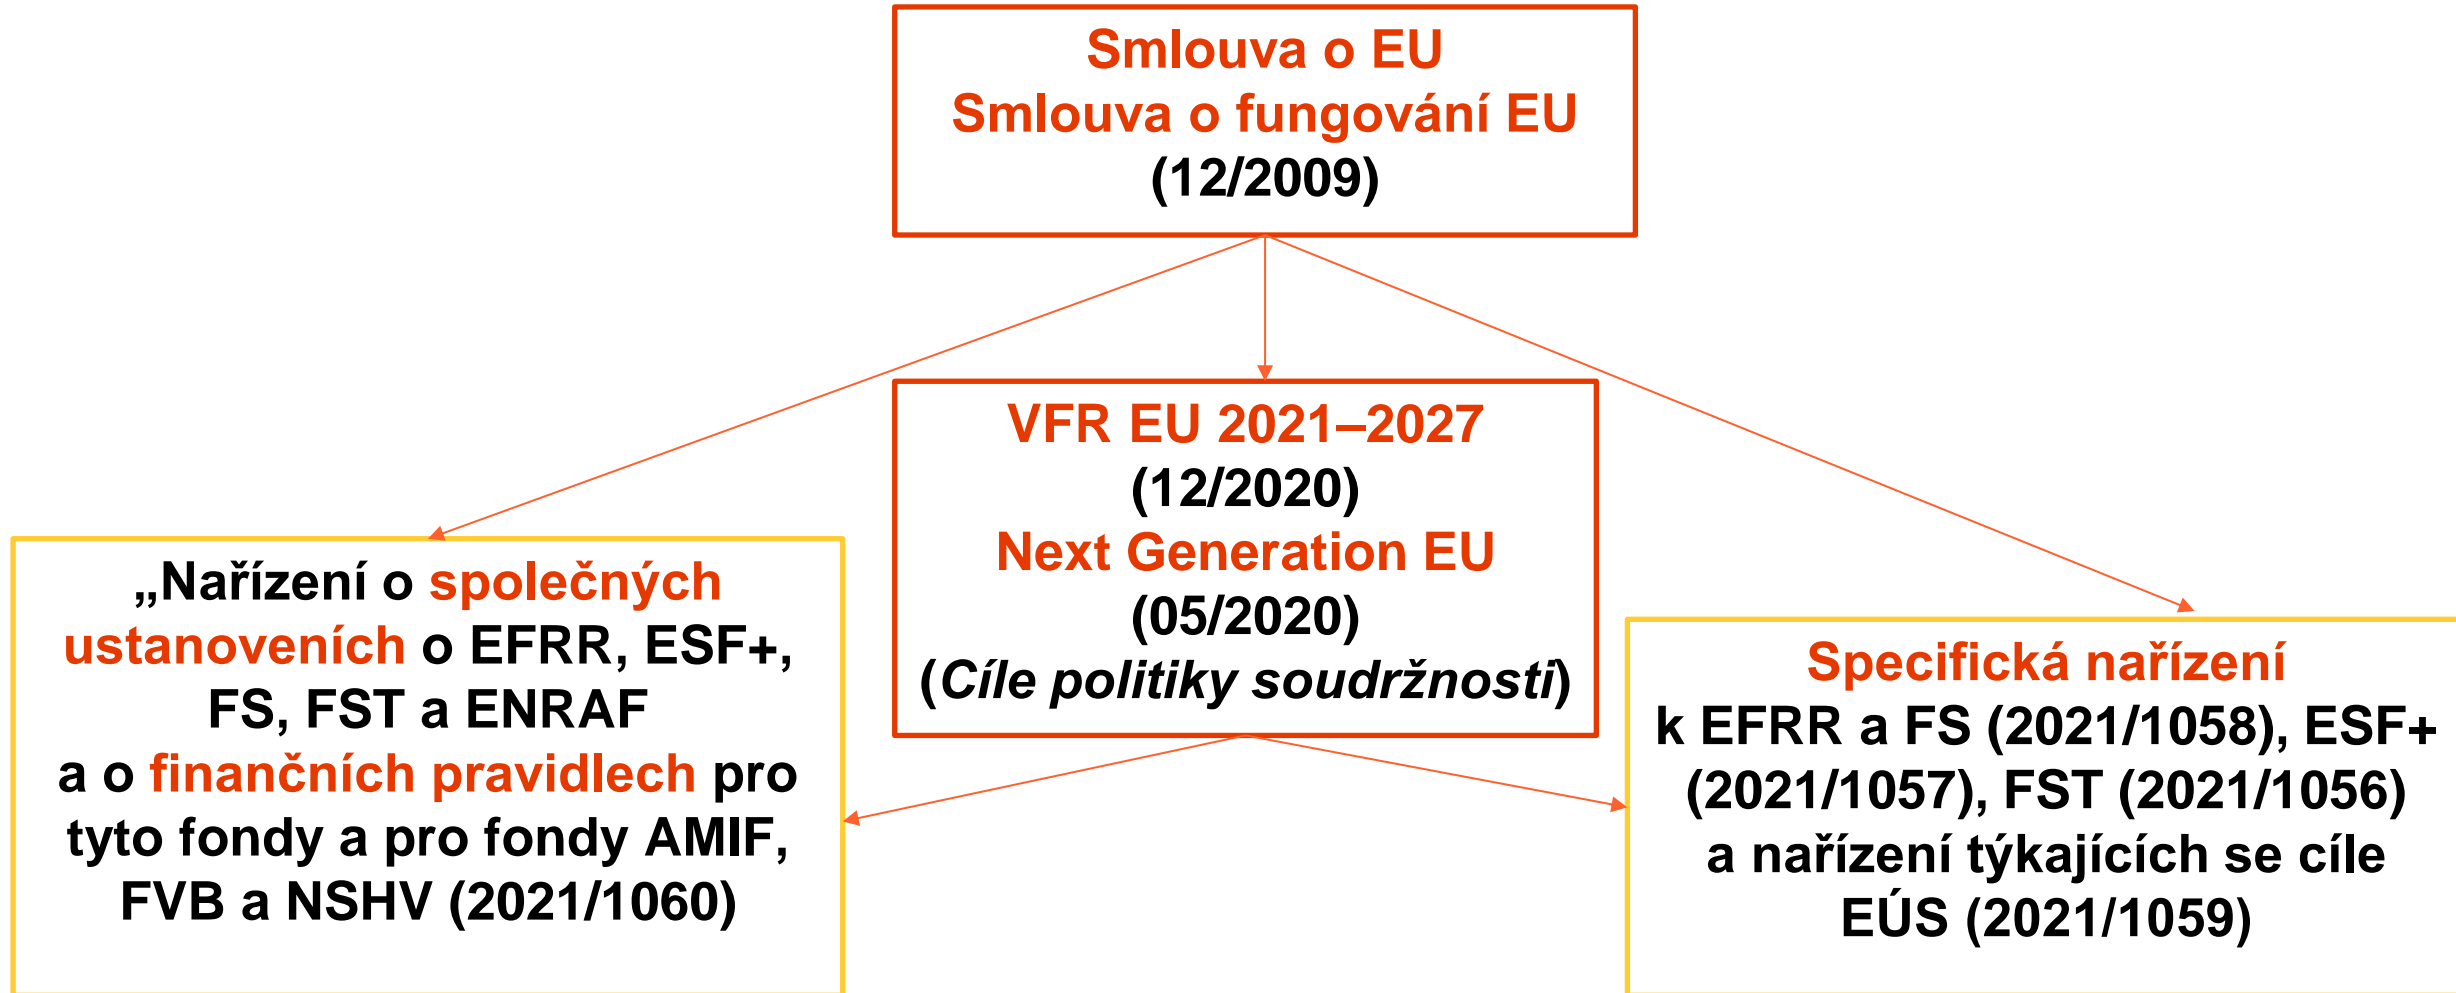 Smlouva o EU
Smlouva o fungování EU
(12/2009)
VFR EU 2021–2027
(12/2020)
Next Generation EU
(05/2020)
(Cíle politiky soudržnosti)
„Nařízení o společných
ustanoveních o EFRR, ESF+,
FS, FST a ENRAF
a o finančních pravidlech pro
tyto fondy a pro fondy AMIF,
FVB a NSHV (2021/1060)
Specifická nařízení
k EFRR a FS (2021/1058), ESF+
(2021/1057), FST (2021/1056)
a nařízení týkajících se cíle
EÚS (2021/1059)